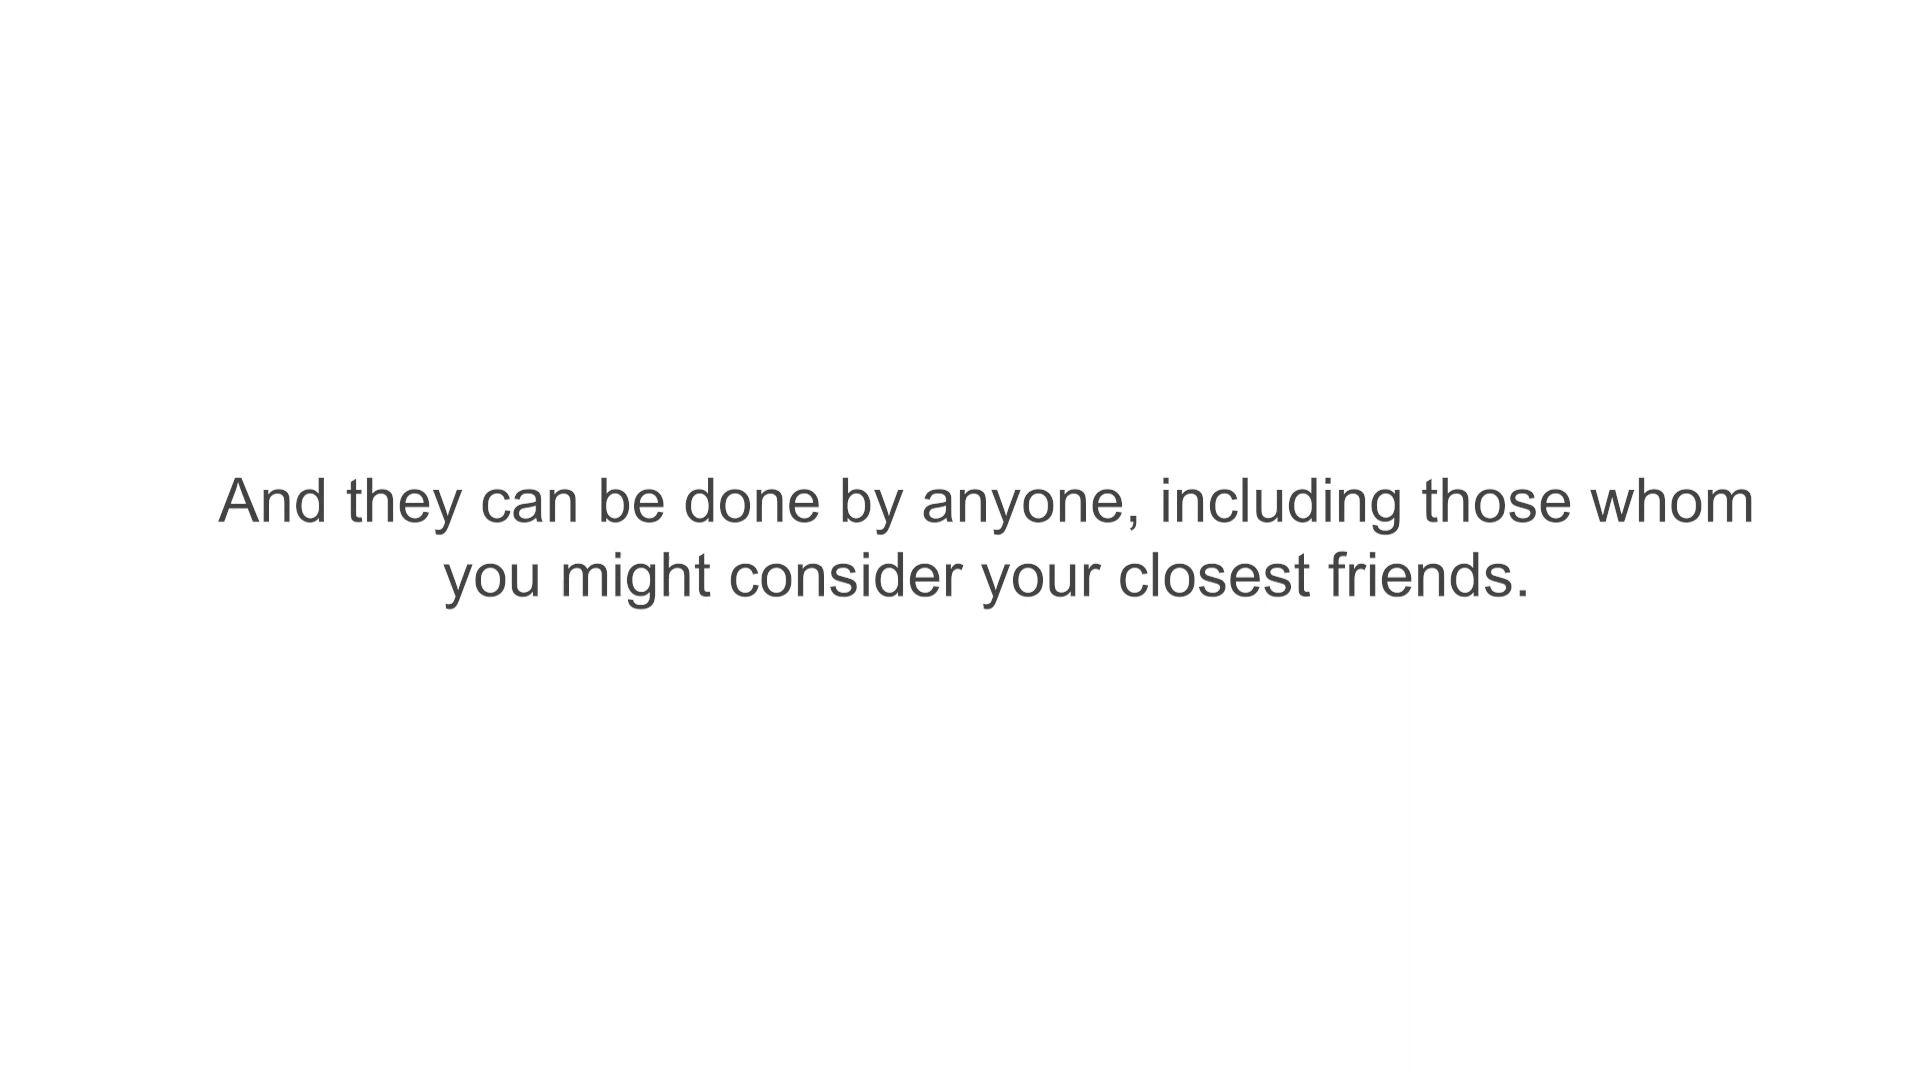 And they can be done by anyone, including those whom
you might consider your closest friends.